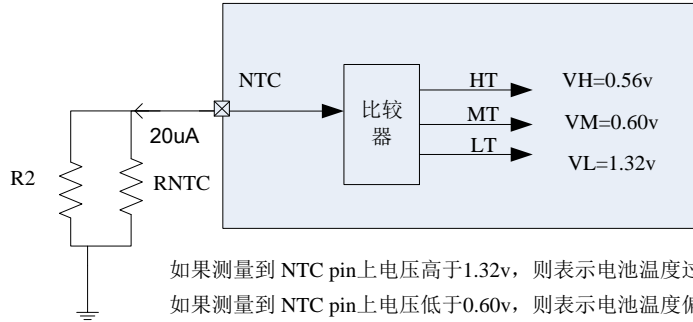 NTC
HT
VH=0.56v
比较
器
MT
VM=0.60v
20uA
LT
VL=1.32v
R2
RNTC
如果测量到 NTC pin上电压高于1.32v，则表示电池温度过
如果测量到 NTC pin上电压低于0.60v，则表示电池温度偏